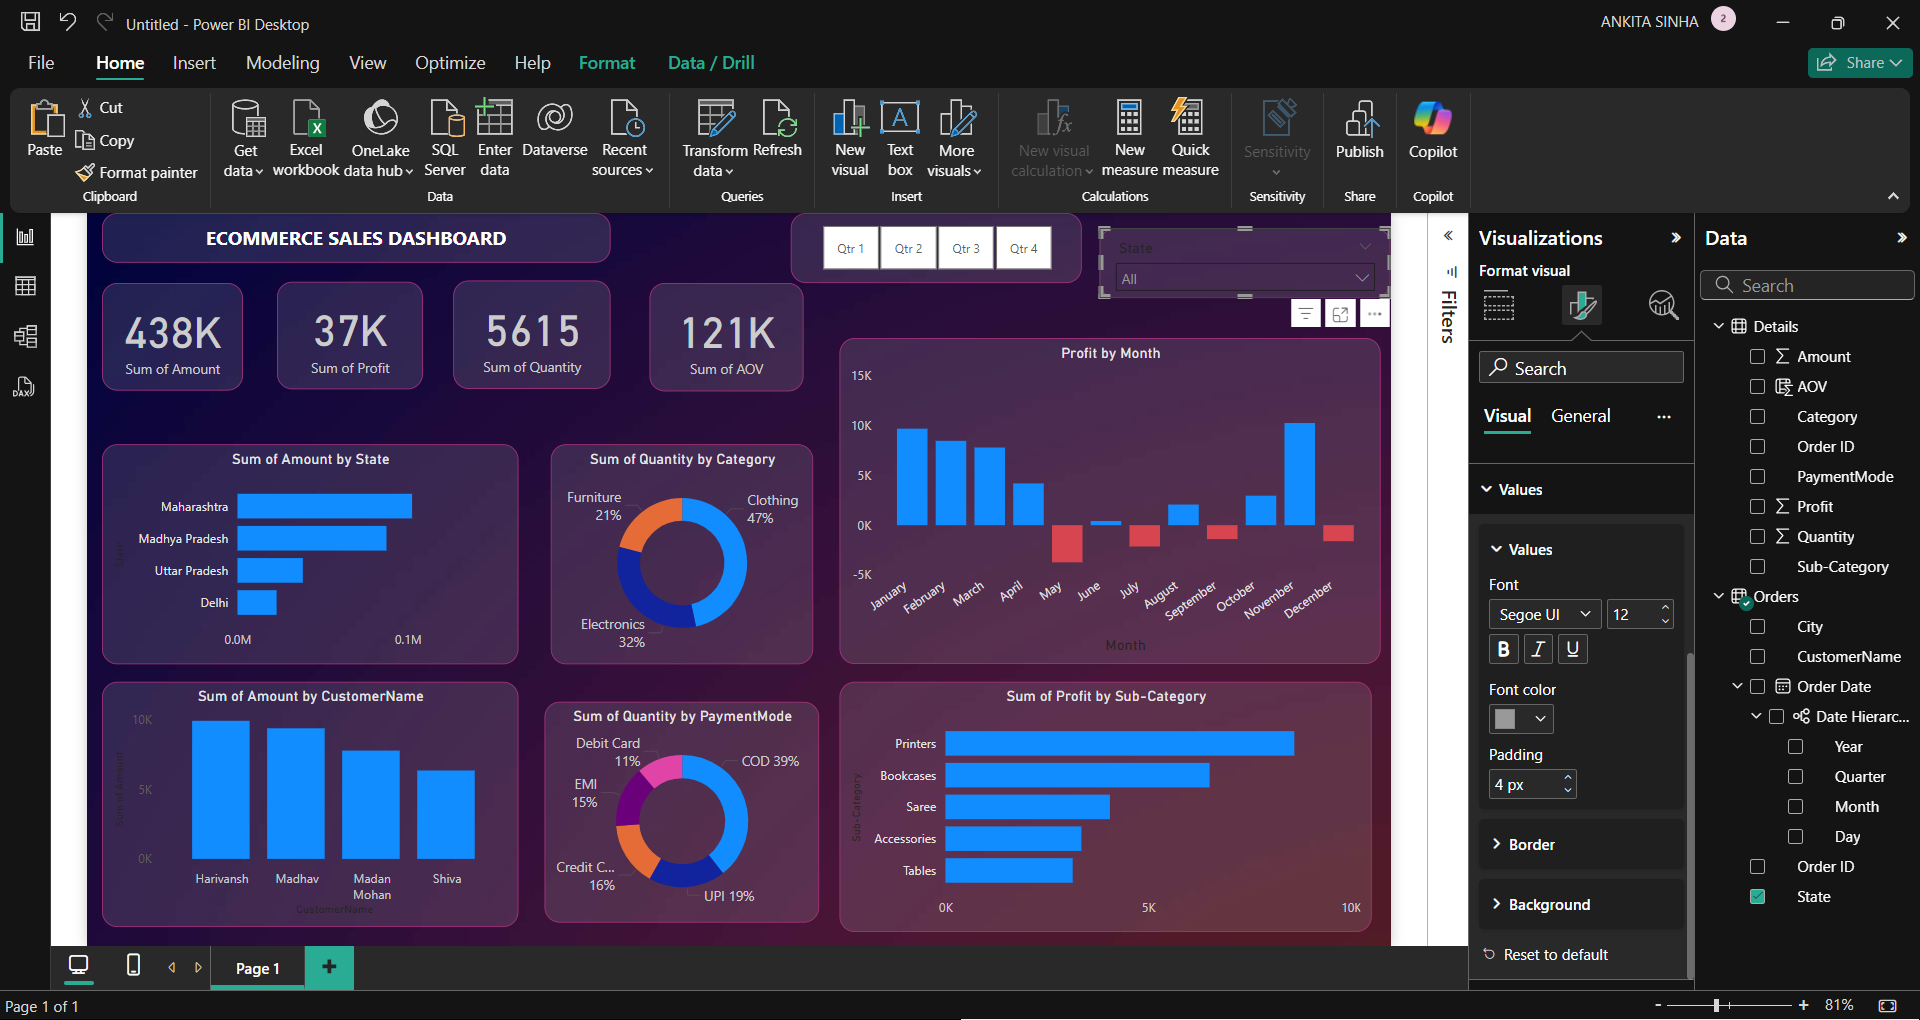 Untitled - Power BI Desktop
ANKITA SINHA
2
File
Home
Insert
Modeling
View
Optimize
Help
Format
Data / Drill
Share
Paste
Cut
Copy
Format painter
Clipboard
Get data
Excel workbook
OneLake data hub
SQL Server
Enter data
Dataverse
Recent sources
Data
Transform data
Refresh
Queries
New visual
Text box
More visuals
Insert
New visual calculation
New measure
Quick measure
Calculations
Sensitivity
Sensitivity
Publish
Share
Copilot
Copilot
DAX
ECOMMERCE SALES DASHBOARD
Qtr 1
Qtr 2
Qtr 3
Qtr 4
State
All
438K
Sum of Amount
37K
Sum of Profit
5615
Sum of Quantity
121K
Sum of AOV
Sum of Amount by State
Maharashtra
Madhya Pradesh
Uttar Pradesh
Delhi
0.0M
0.1M
Sum of Quantity by Category
Furniture
21%
Clothing
47%
Electronics
32%
Profit by Month
15K
10K
5K
0K
-5K
January
February
March
April
May
June
July
August
September
October
November
December
Month
Sum of Amount by CustomerName
10K
5K
0K
Sum of Amount
Harivansh
Madhav
Madan
Mohan
Shiva
CustomerName
Sum of Quantity by PaymentMode
Debit Card
11%
COD 39%
EMI
15%
Credit C...
16%
UPI 19%
Sum of Profit by Sub-Category
Sub-Category
Printers
Bookcases
Saree
Accessories
Tables
0K
5K
10K
Filters
Visualizations
Format visual
Search
Visual
General
Values
Values
Font
Segoe UI
12
B
I
U
Font color
Padding
4 px
Border
Background
Reset to default
Data
Search
Details
Amount
AOV
Category
Order ID
PaymentMode
Profit
Quantity
Sub-Category
Orders
City
CustomerName
Order Date
Date Hierarc...
Year
Quarter
Month
Day
Order ID
State
Page 1
Page 1 of 1
81%